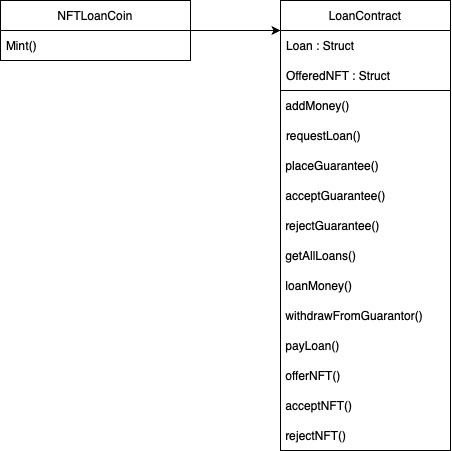 NFTLoanCoin
Mint()
LoanContract
Loan : Struct
OfferedNFT : Struct
addMoney()
requestLoan()
placeGuarantee()
acceptGuarantee()
rejectGuarantee()
getAllLoans()
loanMoney()
withdrawFromGuarantor()
payLoan()
offerNFT()
acceptNFT()
rejectNFT()